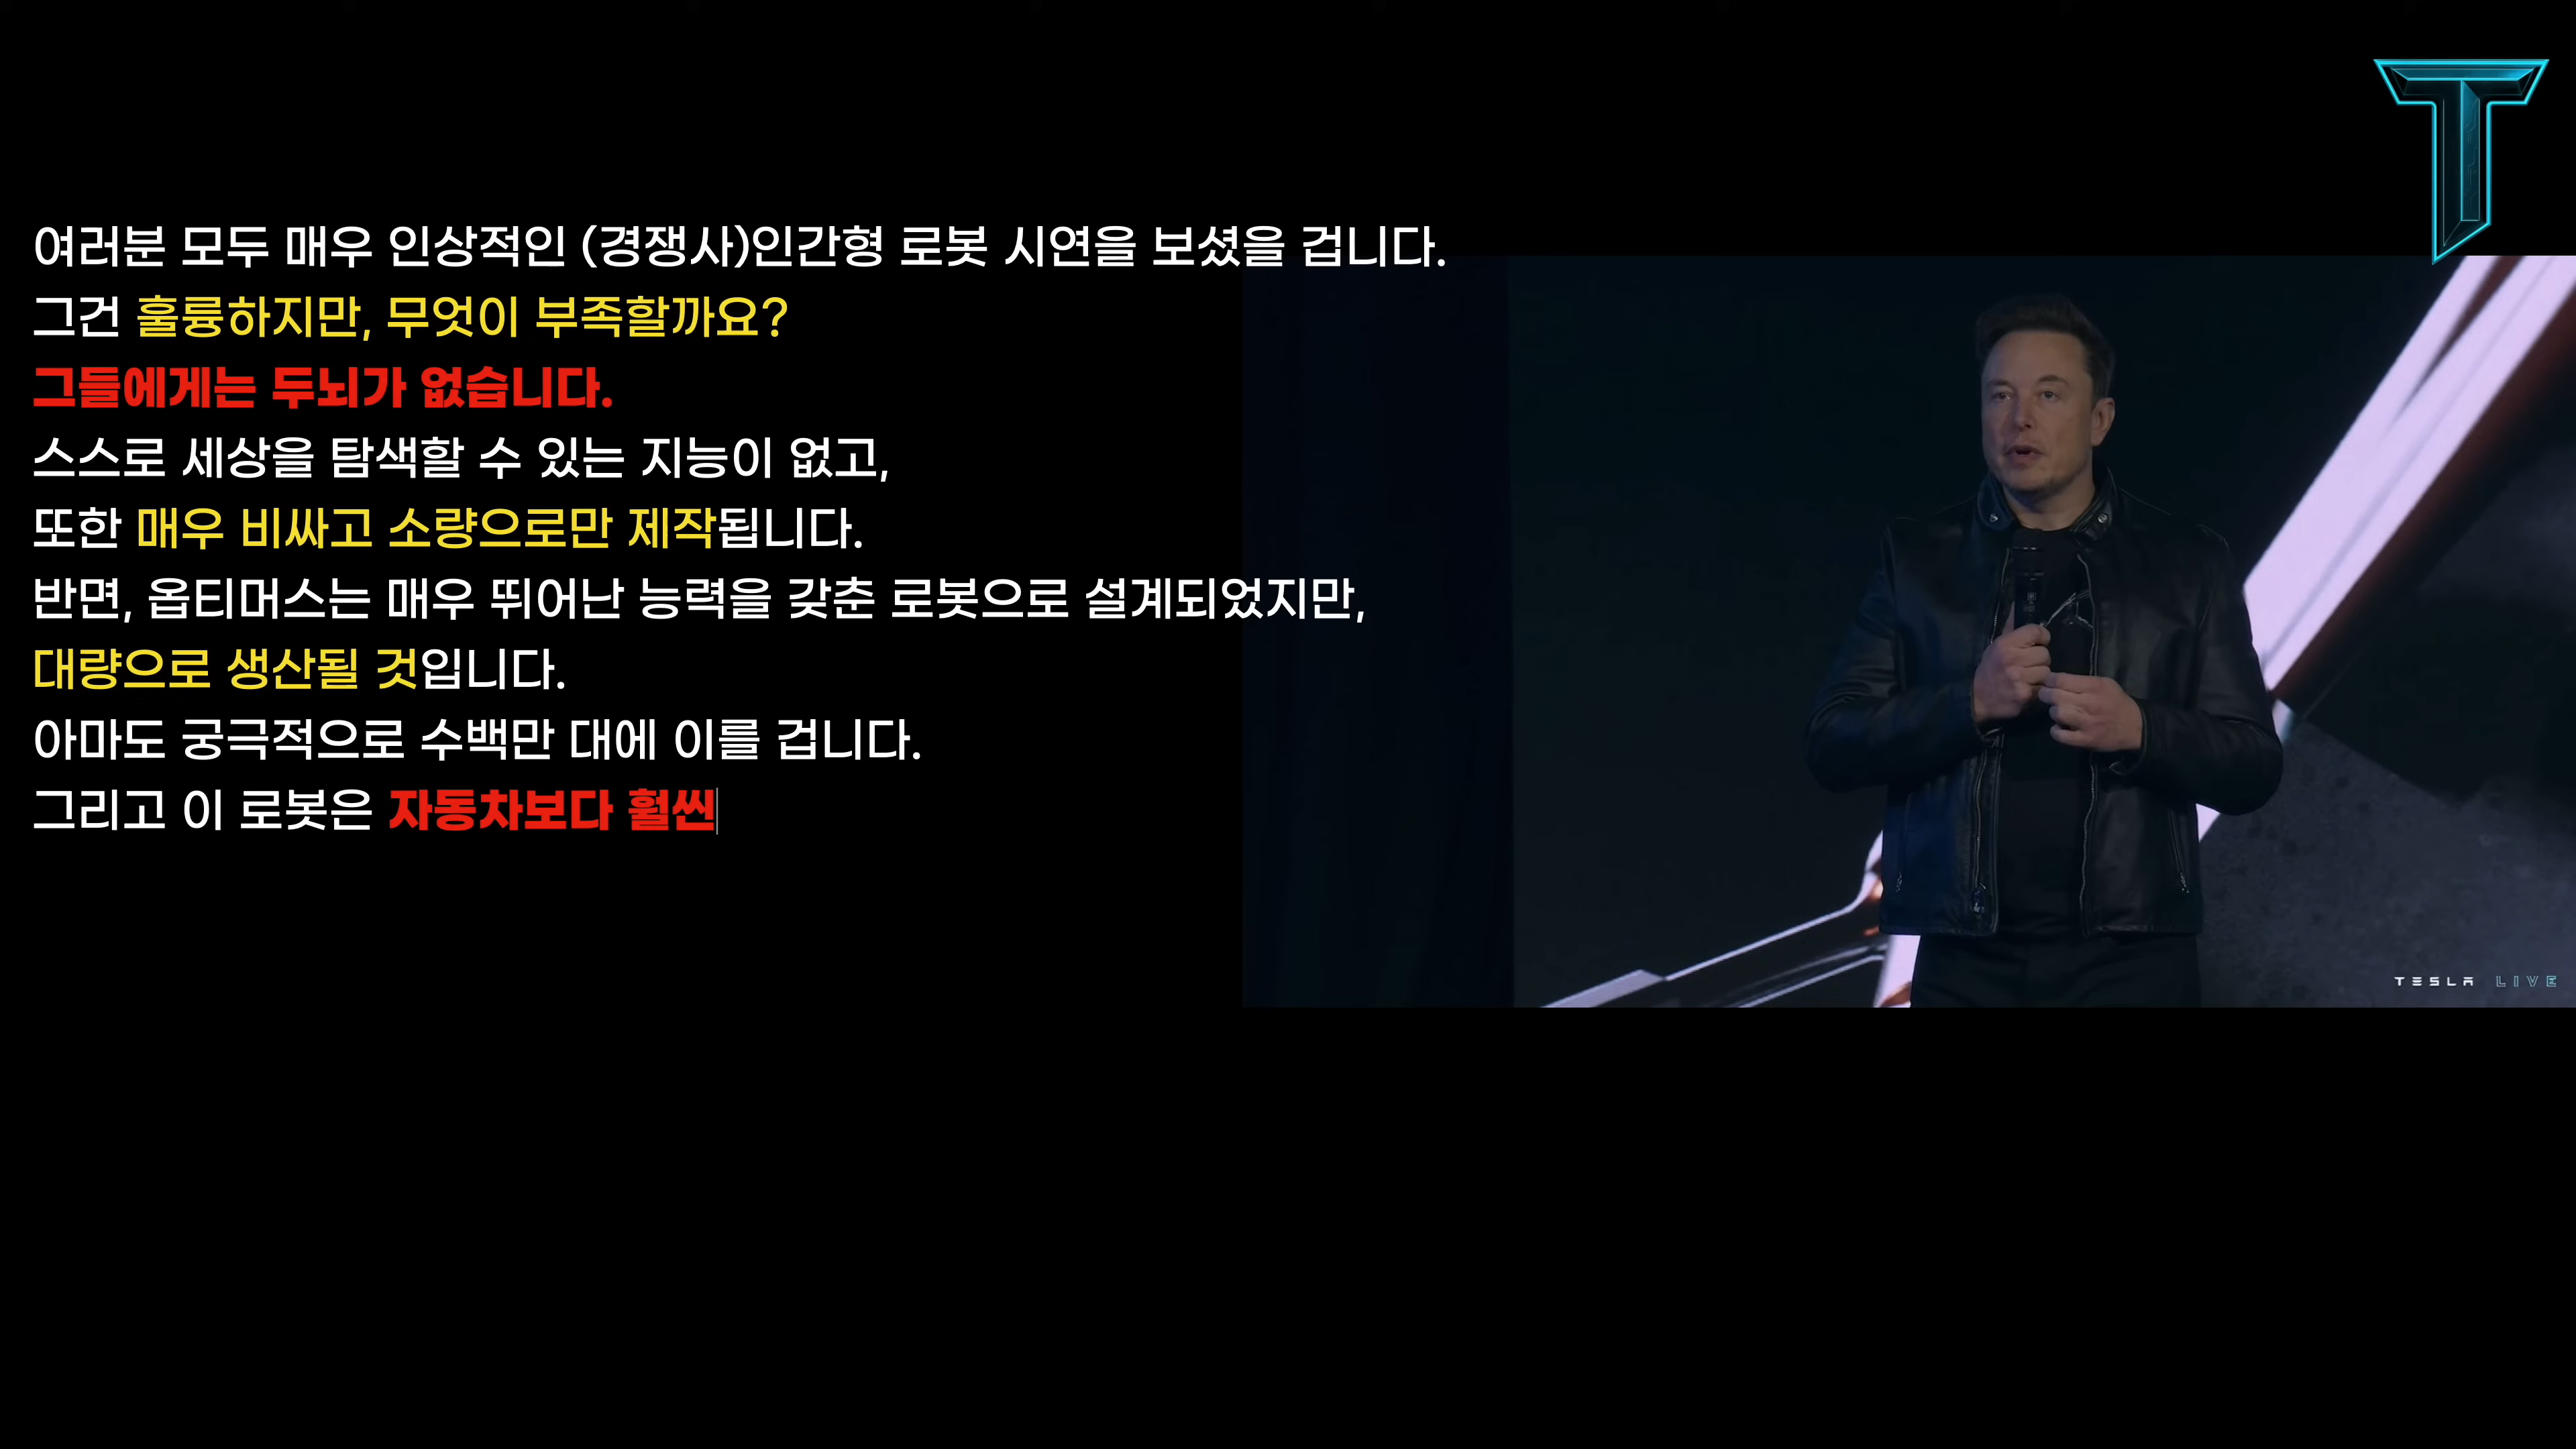 여러분 모두 매우 인상적인 (경쟁사)인간형 로봇 시연을 보셨을 겁니다.
그건 훌륭하지만, 무엇이 부족할까요?
그들에게는 두뇌가 없습니다.
스스로 세상을 탐색할 수 있는 지능이 없고,
또한 매우 비싸고 소량으로만 제작됩니다.
반면, 옵티머스는 매우 뛰어난 능력을 갖춘 로봇으로 설계되었지만,
대량으로 생산될 것입니다.
아마도 궁극적으로 수백만 대에 이를 겁니다.
그리고 이 로봇은 자동차보다 훨씬
T
TESLA LIVE